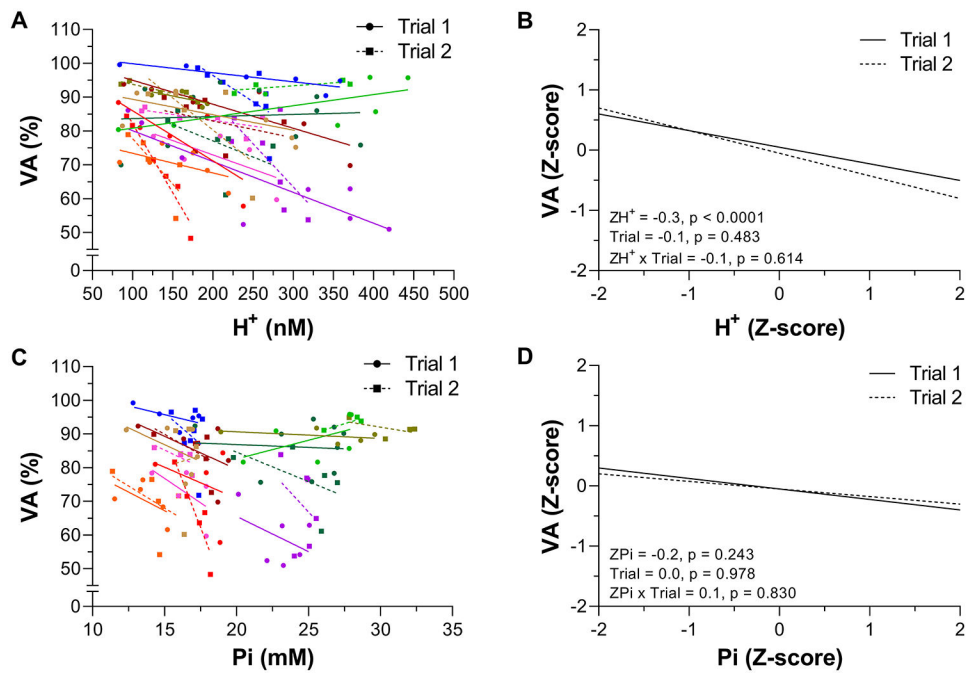 A
VA (%)
110
100
90
80
70
60
50
0
50 100 150 200 250 300 350 400 450 500
H⁺ (nM)
Trial 1
Trial 2
B
VA (Z-score)
2
1
0
-1
-2
-2 -1 0 1 2
H⁺ (Z-score)
Trial 1
Trial 2
ZH⁺ = -0.3, p < 0.0001
Trial = -0.1, p = 0.483
ZH⁺ x Trial = -0.1, p = 0.614
C
VA (%)
110
100
90
80
70
60
50
0
10 15 20 25 30 35
Pi (mM)
Trial 1
Trial 2
D
VA (Z-score)
2
1
0
-1
-2
-2 -1 0 1 2
Pi (Z-score)
Trial 1
Trial 2
ZPi = -0.2, p = 0.243
Trial = 0.0, p = 0.978
ZPi x Trial = 0.1, p = 0.830